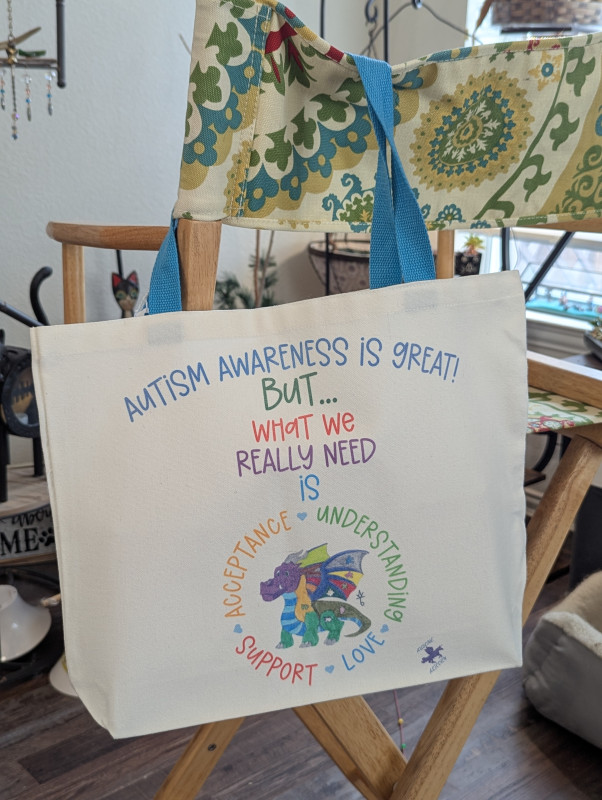 AUTISM AWARENESS is gREAT!
BUT...
WHAT WE
REALLY NEED
iS
ACCEPTANCE
UNDERSTANDiNg
SUPPORT
LOVE
ME